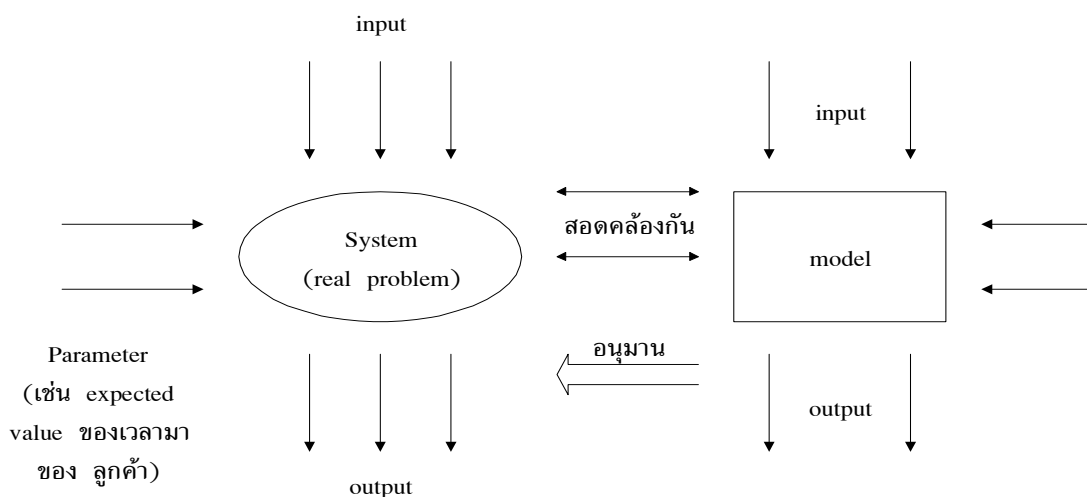 input
input
System
(real problem)
สอดคล้องกัน
model
Parameter
(เช่น expected
value ของเวลามา
ของ ลูกค้า)
อนุมาน
output
output